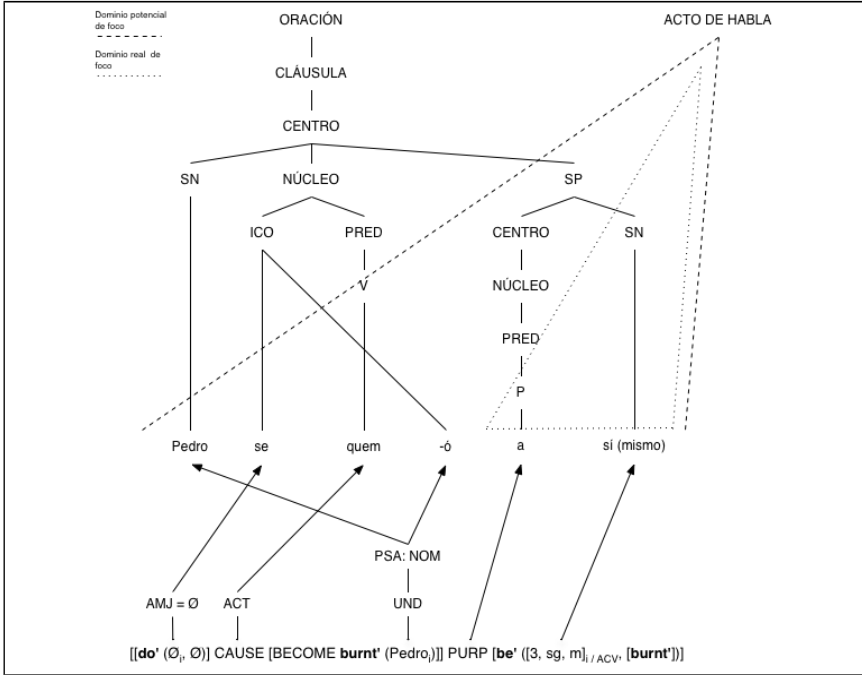 Dominio potencial
de foco
ORACIÓN
ACTO DE HABLA
Dominio real de
foco
CLÁUSULA
CENTRO
SN
NÚCLEO
SP
ICO
PRED
CENTRO
SN
V
NÚCLEO
PRED
P
Pedro se quem -ó a sí (mismo)
PSA: NOM
AMJ = Ø
ACT
UND
[[do' (Øi, Ø)] CAUSE [BECOME burnt' (Pedroi)]] PURP [be' ([3, sg, m]i / ACV, [burnt'])]